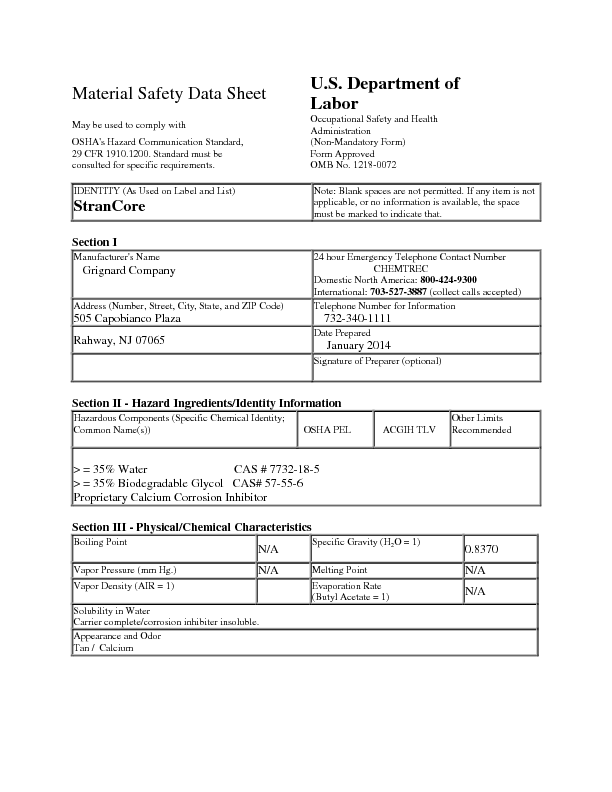 Material Safety Data Sheet
U.S. Department of
Labor
May be used to comply with
OSHA's Hazard Communication Standard,
29 CFR 1910.1200. Standard must be
consulted for specific requirements.
Occupational Safety and Health
Administration
(Non-Mandatory Form)
Form Approved
OMB No. 1218-0072
IDENTITY (As Used on Label and List)
StranCore
Note: Blank spaces are not permitted. If any item is not
applicable, or no information is available, the space
must be marked to indicate that.
Section I
Manufacturer's Name
Grignard Company
24 hour Emergency Telephone Contact Number
CHEMTREC
Domestic North America: 800-424-9300
International: 703-527-3887 (collect calls accepted)
Address (Number, Street, City, State, and ZIP Code)
505 Capobianco Plaza
Telephone Number for Information
732-340-1111
Rahway, NJ 07065
Date Prepared
January 2014
Signature of Preparer (optional)
Section II - Hazard Ingredients/Identity Information
Hazardous Components (Specific Chemical Identity;
Common Name(s))
OSHA PEL
ACGIH TLV
Other Limits
Recommended
> = 35% Water CAS # 7732-18-5
> = 35% Biodegradable Glycol CAS# 57-55-6
Proprietary Calcium Corrosion Inhibitor
Section III - Physical/Chemical Characteristics
Boiling Point
N/A
Specific Gravity (H2O = 1)
0.8370
Vapor Pressure (mm Hg.)
N/A
Melting Point
N/A
Vapor Density (AIR = 1)
Evaporation Rate
(Butyl Acetate = 1)
N/A
Solubility in Water
Carrier complete/corrosion inhibiter insoluble.
Appearance and Odor
Tan / Calcium